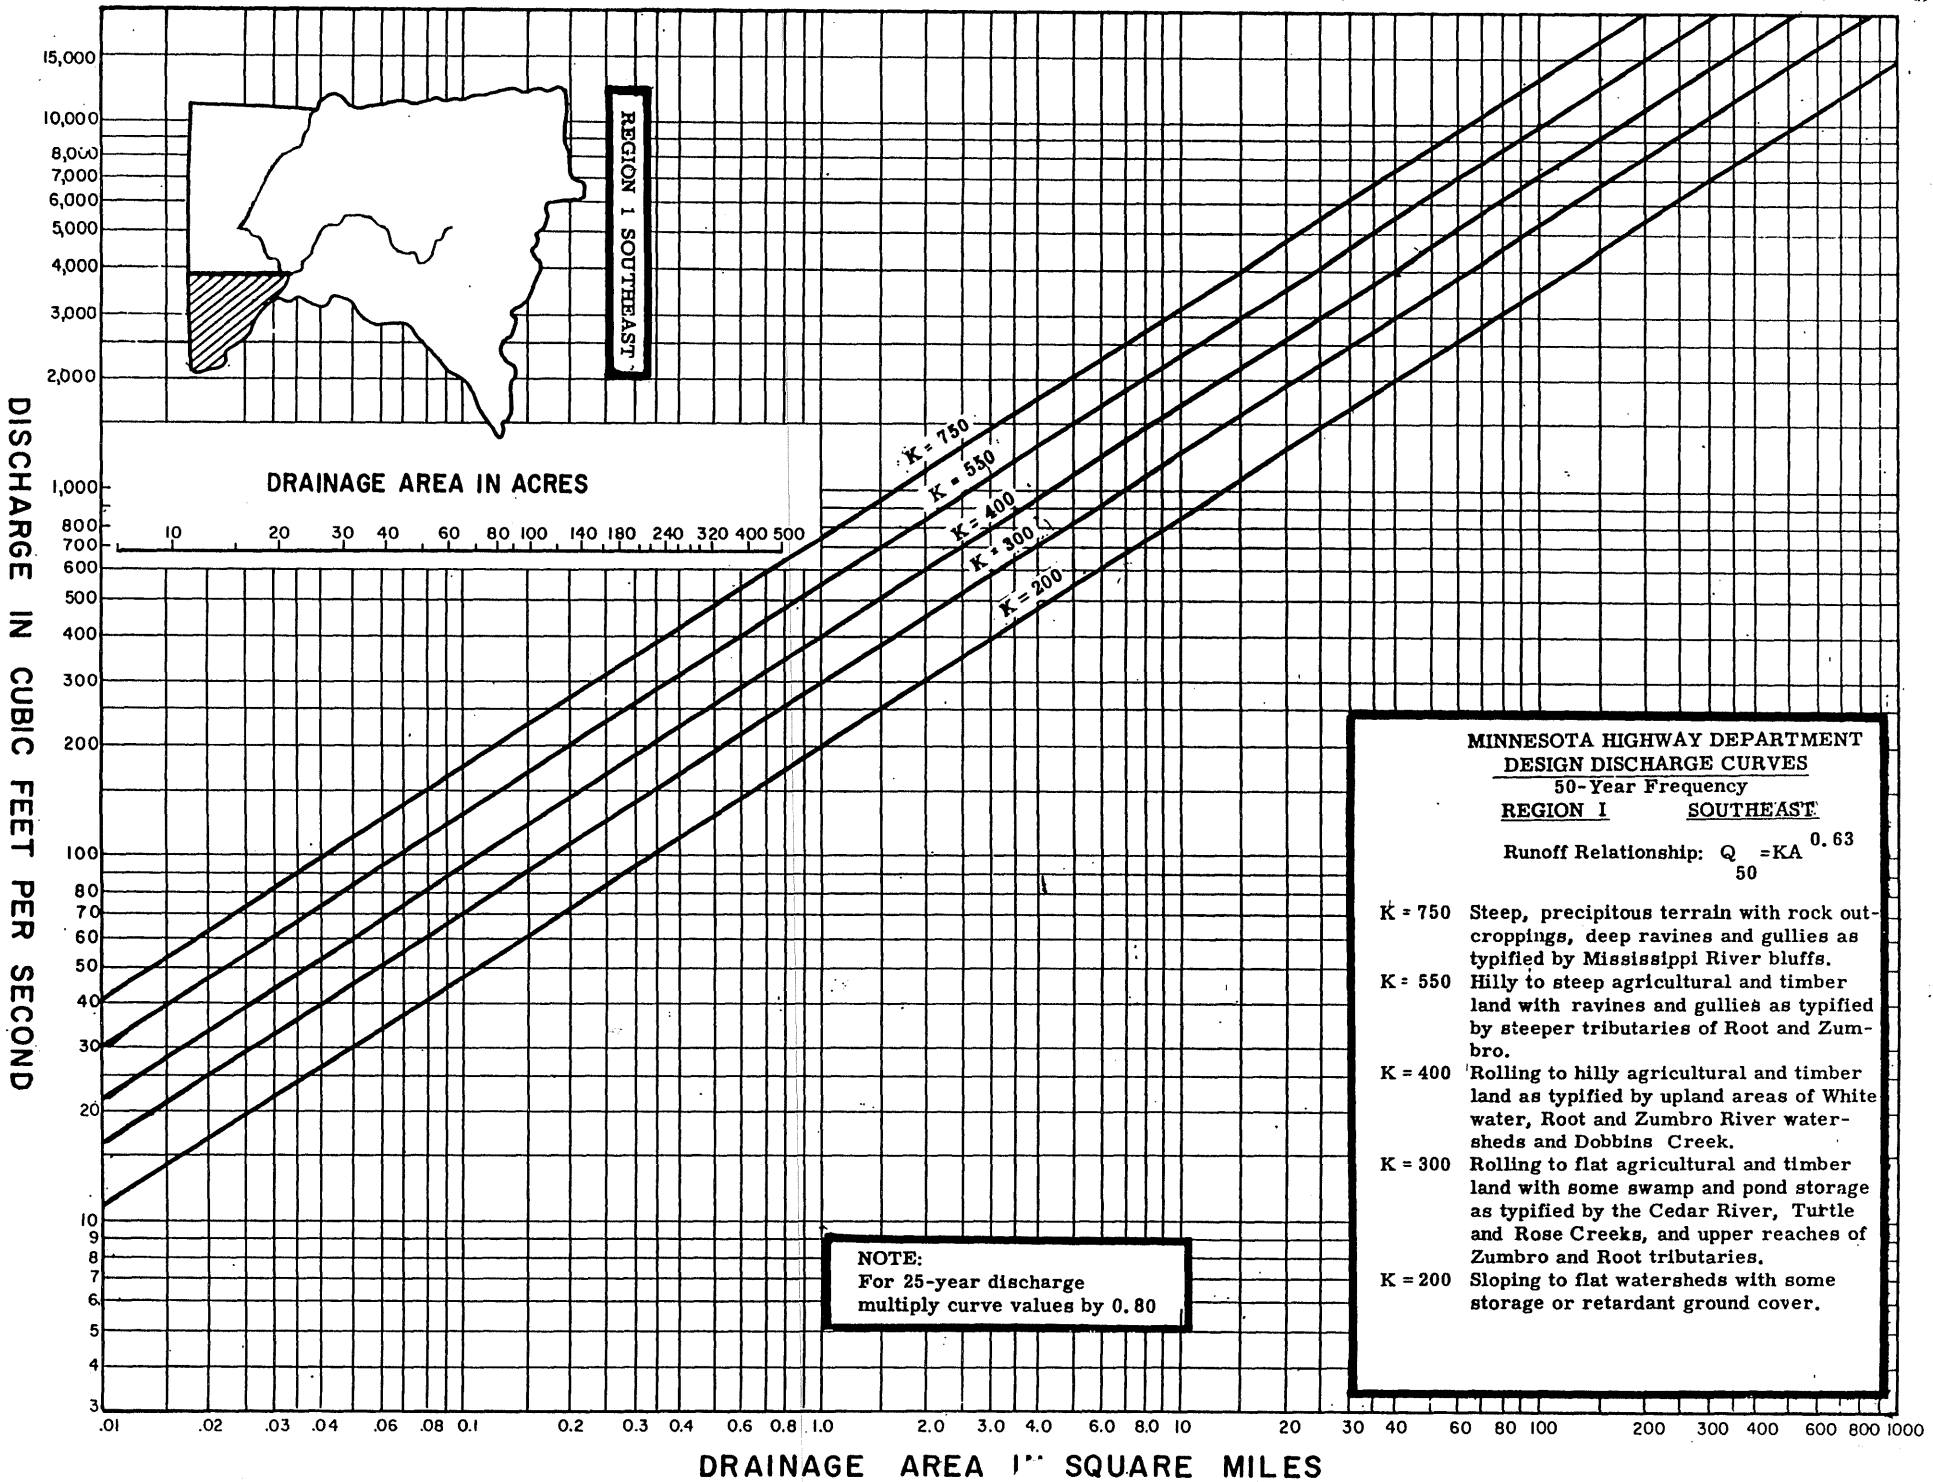 15,000
10,000
8,000
7,000
6,000
5,000
4,000
3,000
2,000
1,000
800
700
600
500
400
300
200
100
80
70
60
50
40
30
20
10
9
8
7
6
5
4
3
DISCHARGE IN CUBIC FEET PER SECOND
REGION 1 SOUTHEAST
DRAINAGE AREA IN ACRES
10 20 30 40 60 80 100 140 180 240 320 400 500
K = 750
K = 550
K = 400
K = 300
K = 200
MINNESOTA HIGHWAY DEPARTMENT
DESIGN DISCHARGE CURVES
50-Year Frequency
REGION I SOUTHEAST
Runoff Relationship: Q50 =KA0.63
K = 750 Steep, precipitous terrain with rock out-
croppings, deep ravines and gullies as
typified by Mississippi River bluffs.
K = 550 Hilly to steep agricultural and timber
land with ravines and gullies as typified
by steeper tributaries of Root and Zum-
bro.
K = 400 Rolling to hilly agricultural and timber
land as typified by upland areas of White
water, Root and Zumbro River water-
sheds and Dobbins Creek.
K = 300 Rolling to flat agricultural and timber
land with some swamp and pond storage
as typified by the Cedar River, Turtle
and Rose Creeks, and upper reaches of
Zumbro and Root tributaries.
K = 200 Sloping to flat watersheds with some
storage or retardant ground cover.
NOTE:
For 25-year discharge
multiply curve values by 0.80
.01 .02 .03 .04 .06 .08 0.1 0.2 0.3 0.4 0.6 0.8 1.0 2.0 3.0 4.0 6.0 8.0 10 20 30 40 60 80 100 200 300 400 600 800 1000
DRAINAGE AREA SQUARE MILES